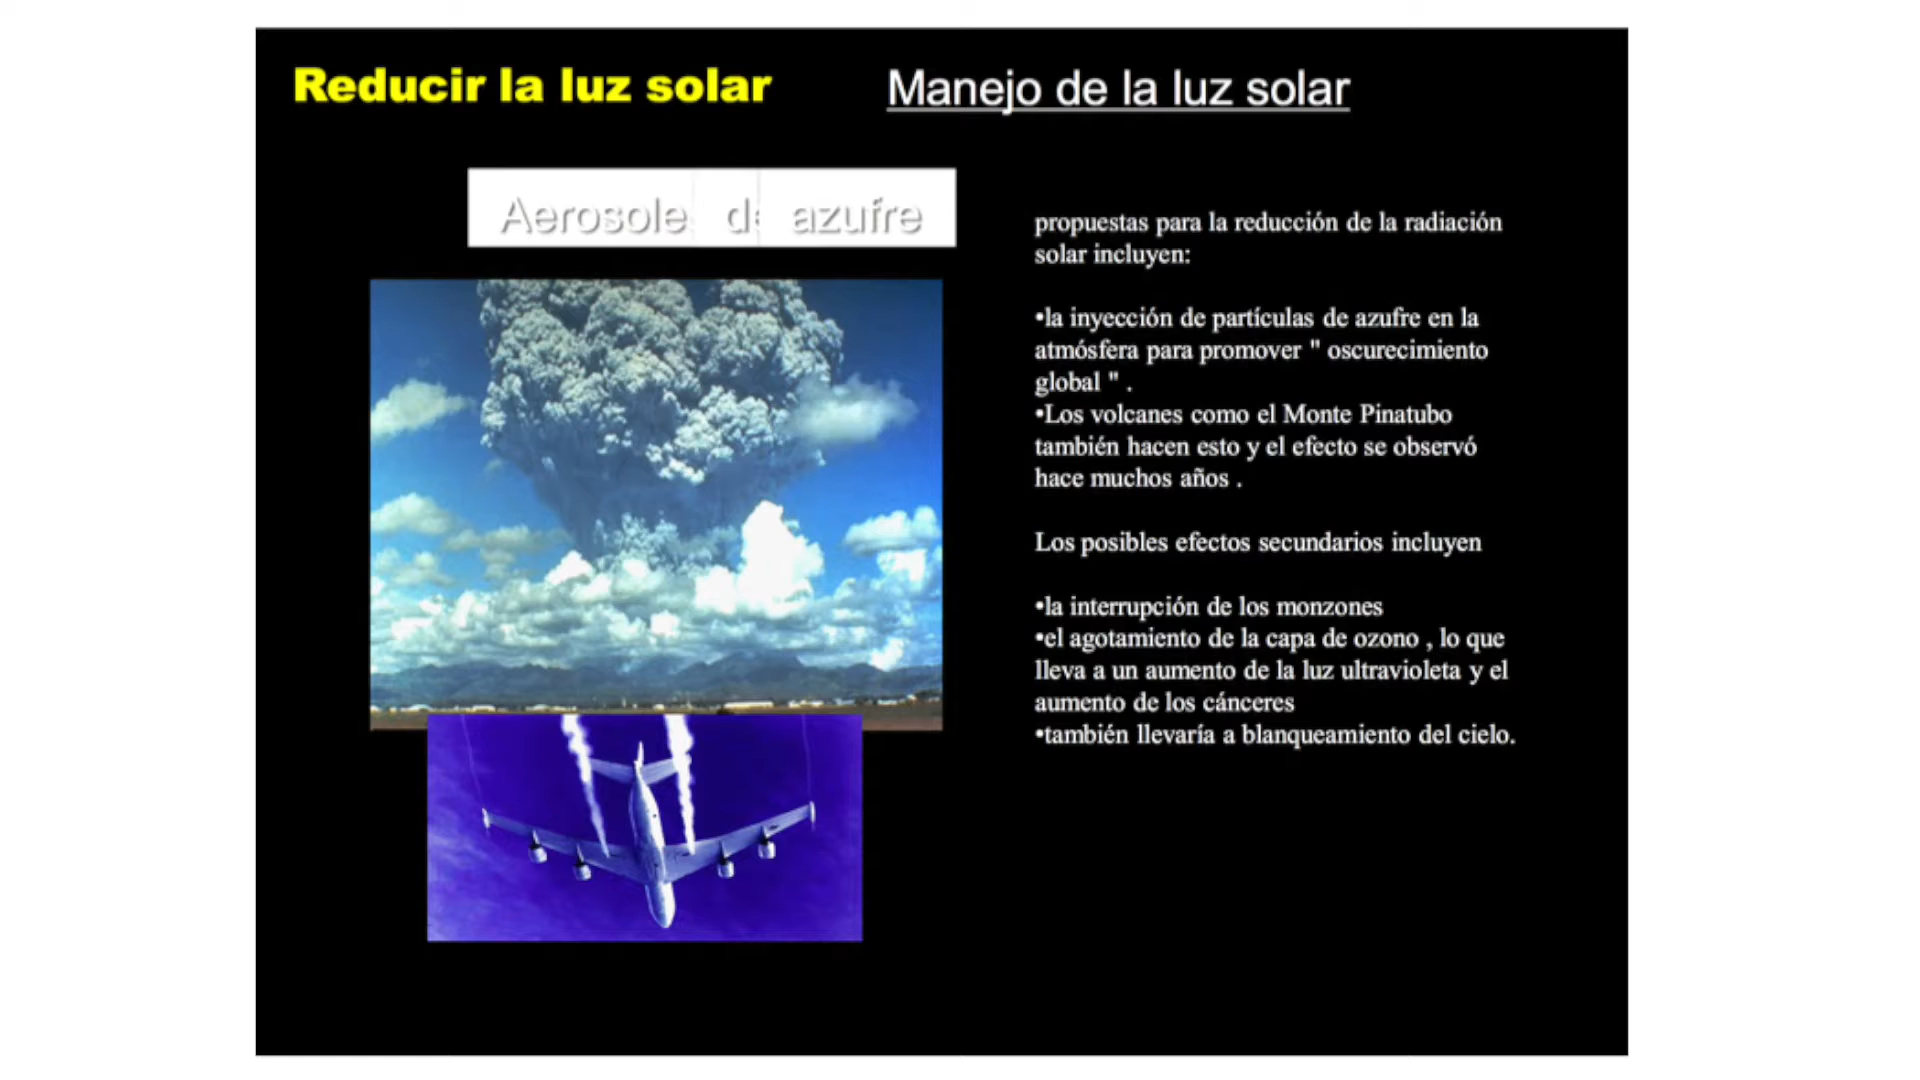 Reducir la luz solar
Manejo de la luz solar
Aerosole de azufre
propuestas para la reducción de la radiación
solar incluyen:
•la inyección de partículas de azufre en la
atmósfera para promover " oscurecimiento
global " .
•Los volcanes como el Monte Pinatubo
también hacen esto y el efecto se observó
hace muchos años .
Los posibles efectos secundarios incluyen
•la interrupción de los monzones
•el agotamiento de la capa de ozono , lo que
lleva a un aumento de la luz ultravioleta y el
aumento de los cánceres
•también llevaría a blanqueamiento del cielo.